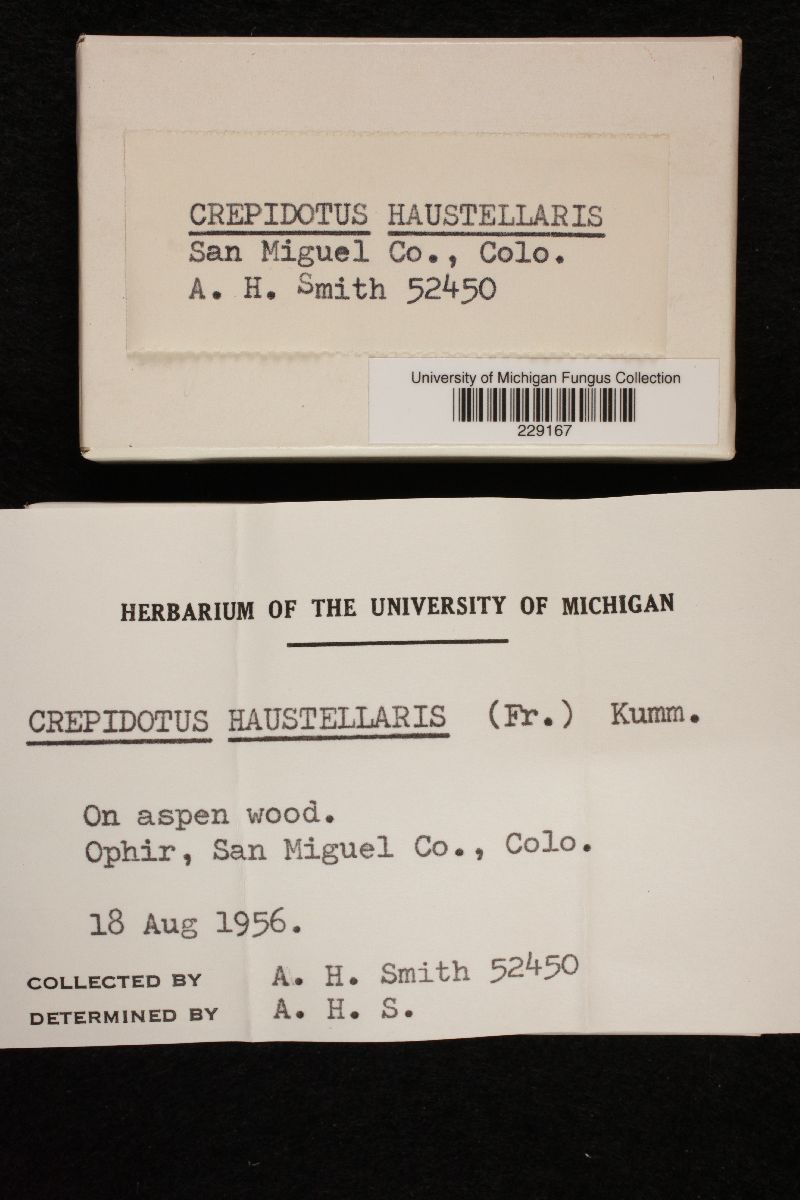 CREPIDOTUS HAUSTELLARIS
San Miguel Co., Colo.
A. H. Smith 52450
University of Michigan Fungus Collection
229167
HERBARIUM OF THE UNIVERSITY OF MICHIGAN
CREPIDOTUS HAUSTELLARIS (Fr.) Kumm.
On aspen wood.
Ophir, San Miguel Co., Colo.
18 Aug 1956.
COLLECTED BY A. H. Smith 52450
DETERMINED BY A. H. S.